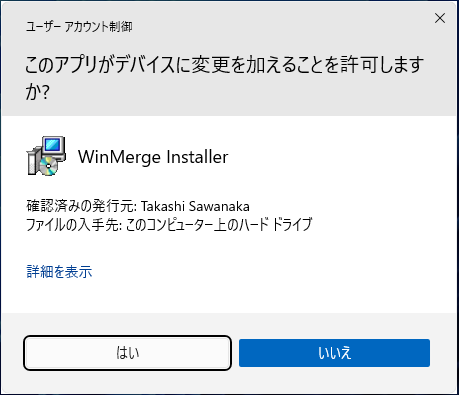 ユーザー アカウント制御
このアプリがデバイスに変更を加えることを許可します
か?
WinMerge Installer
確認済みの発行元: Takashi Sawanaka
ファイルの入手先: このコンピューター上のハード ドライブ
詳細を表示
はい
いいえ